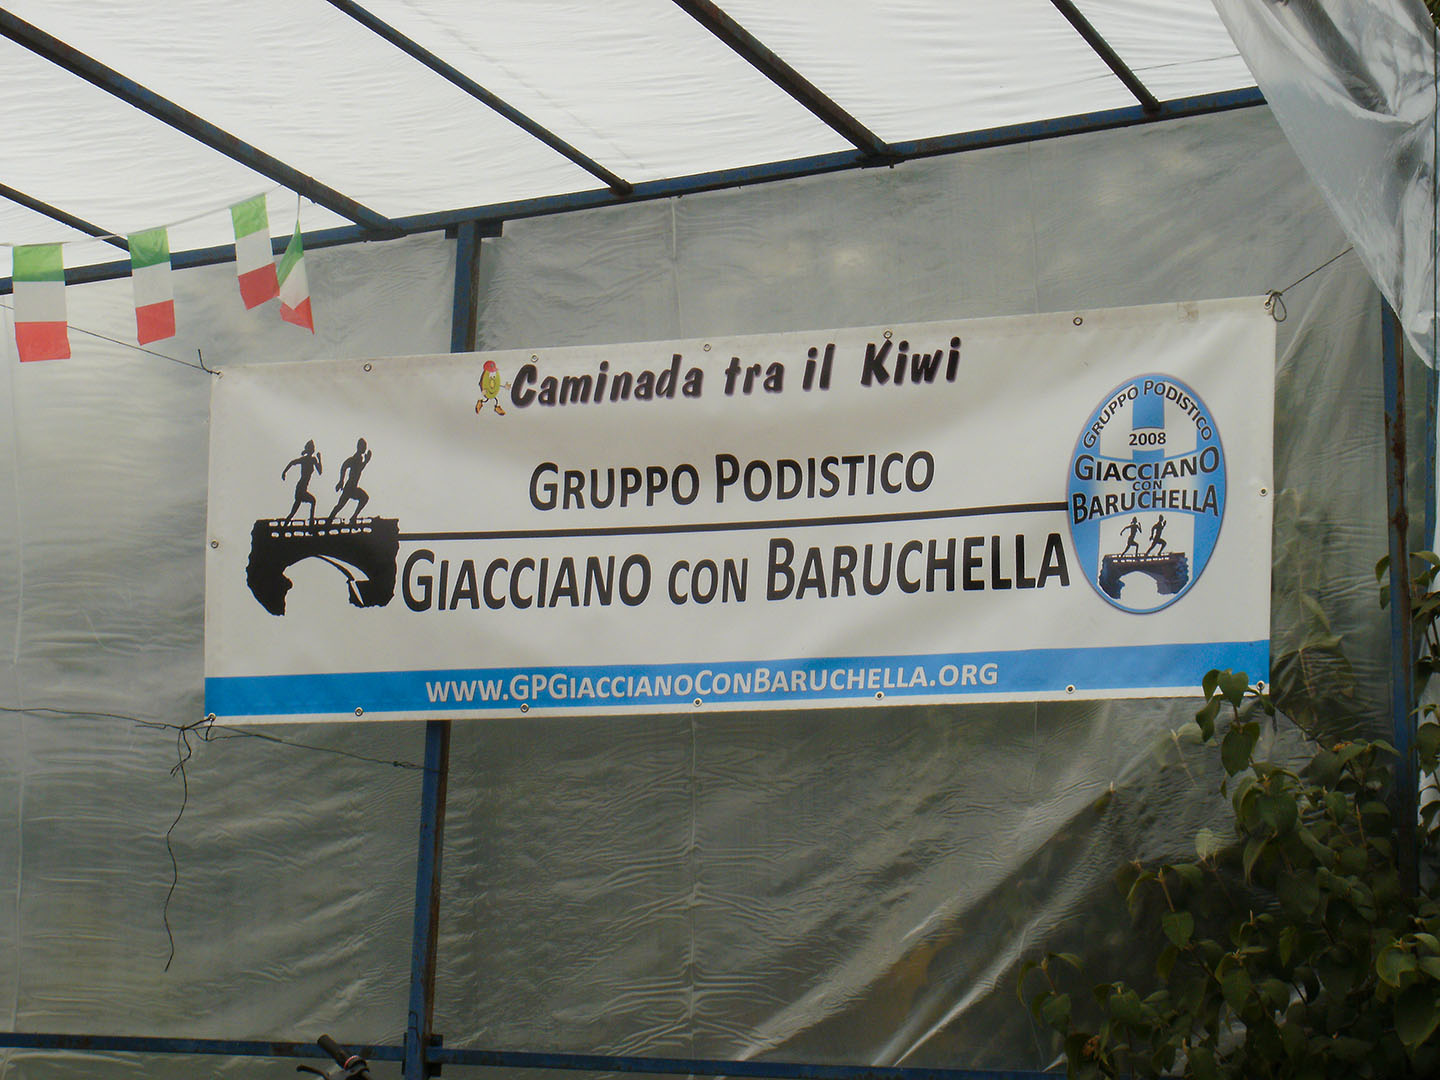 Caminada tra il Kiwi
GRUPPO PODISTICO
GIACCIANO CON BARUCHELLA
WWW.GPGIACCIANOCONBARUCHELLA.ORG
GRUPPO PODISTICO
2008
GIACCIANO
CON
BARUCHELLA